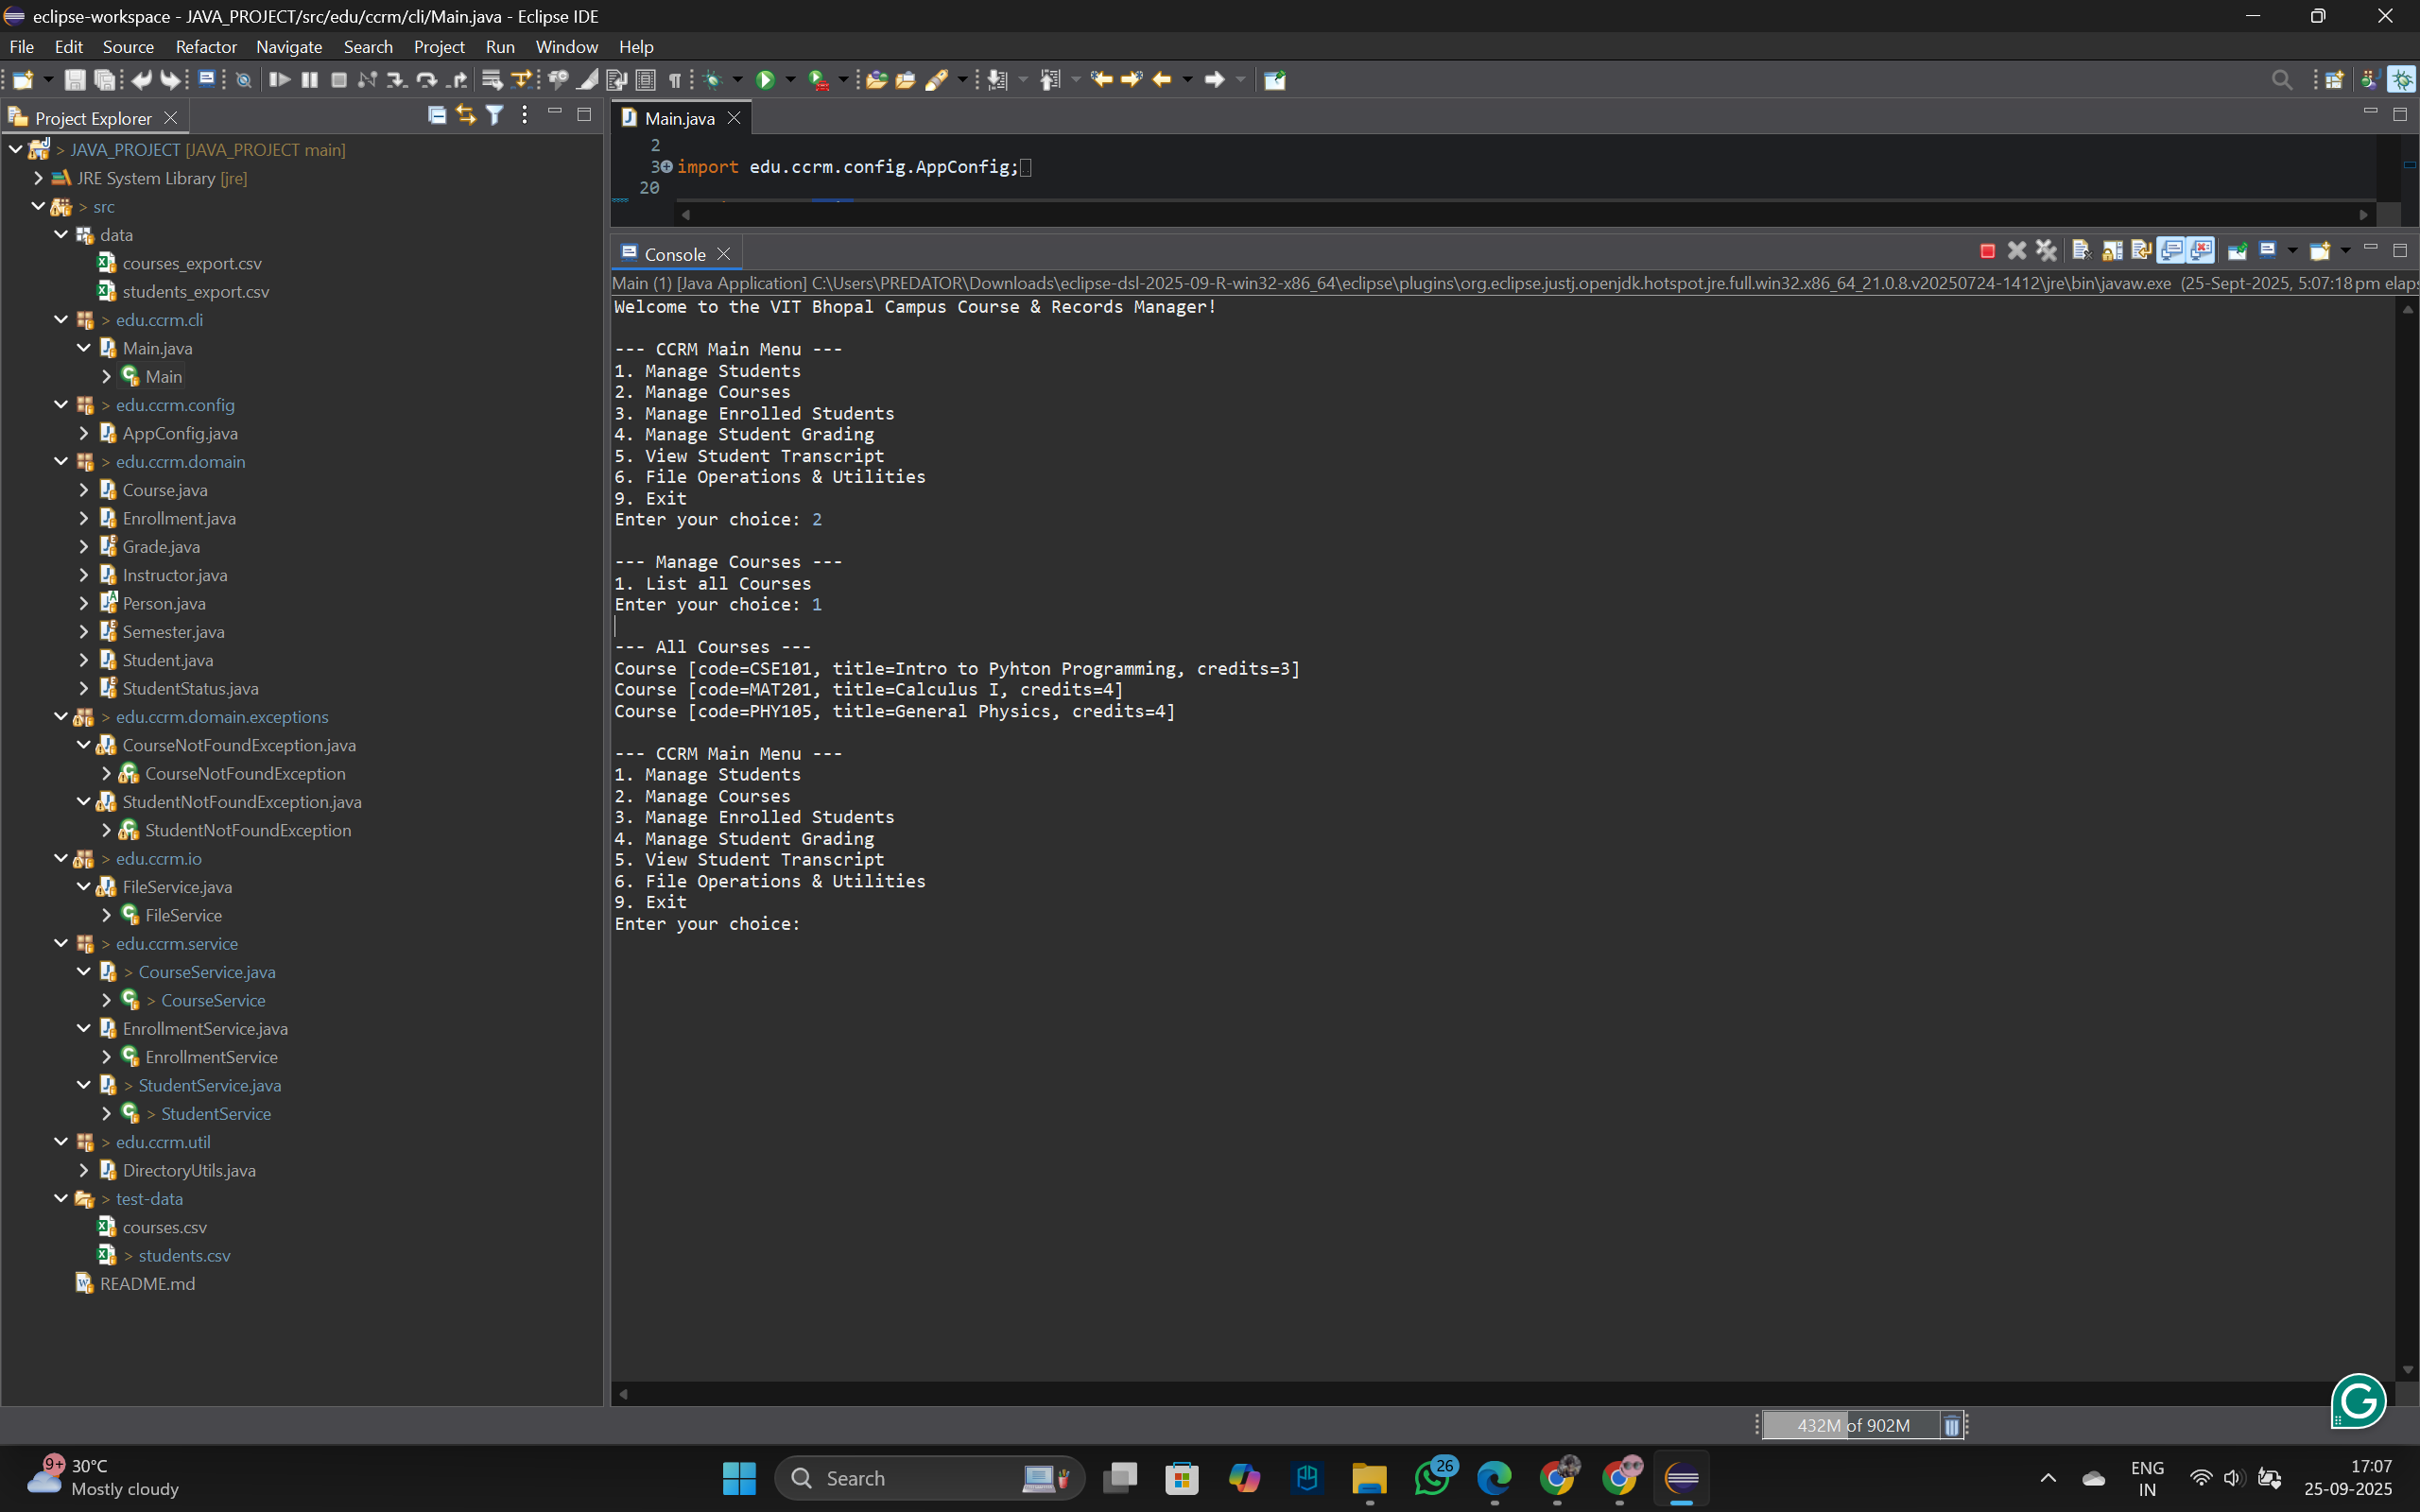 eclipse-workspace - JAVA_PROJECT/src/edu/ccrm/cli/Main.java - Eclipse IDE
File Edit Source Refactor Navigate Search Project Run Window Help
Project Explorer
> JAVA_PROJECT [JAVA_PROJECT main]
JRE System Library [jre]
> src
data
courses_export.csv
students_export.csv
> edu.ccrm.cli
Main.java
Main
> edu.ccrm.config
AppConfig.java
> edu.ccrm.domain
Course.java
Enrollment.java
Grade.java
Instructor.java
Person.java
Semester.java
Student.java
StudentStatus.java
> edu.ccrm.domain.exceptions
CourseNotFoundException.java
CourseNotFoundException
StudentNotFoundException.java
StudentNotFoundException
> edu.ccrm.io
FileService.java
FileService
> edu.ccrm.service
> CourseService.java
> CourseService
EnrollmentService.java
EnrollmentService
> StudentService.java
> StudentService
> edu.ccrm.util
DirectoryUtils.java
> test-data
courses.csv
> students.csv
README.md
Main.java
2
3 import edu.ccrm.config.AppConfig;
20
Console
Main (1) [Java Application] C:\Users\PREDATOR\Downloads\eclipse-dsl-2025-09-R-win32-x86_64\eclipse\plugins\org.eclipse.justj.openjdk.hotspot.jre.full.win32.x86_64_21.0.8.v20250724-1412\jre\bin\javaw.exe (25-Sept-2025, 5:07:18 pm elaps
Welcome to the VIT Bhopal Campus Course & Records Manager!
--- CCRM Main Menu ---
1. Manage Students
2. Manage Courses
3. Manage Enrolled Students
4. Manage Student Grading
5. View Student Transcript
6. File Operations & Utilities
9. Exit
Enter your choice: 2
--- Manage Courses ---
1. List all Courses
Enter your choice: 1
--- All Courses ---
Course [code=CSE101, title=Intro to Pyhton Programming, credits=3]
Course [code=MAT201, title=Calculus I, credits=4]
Course [code=PHY105, title=General Physics, credits=4]
--- CCRM Main Menu ---
1. Manage Students
2. Manage Courses
3. Manage Enrolled Students
4. Manage Student Grading
5. View Student Transcript
6. File Operations & Utilities
9. Exit
Enter your choice:
432M of 902M
9+
30°C
Mostly cloudy
Search
26
ENG
IN
17:07
25-09-2025